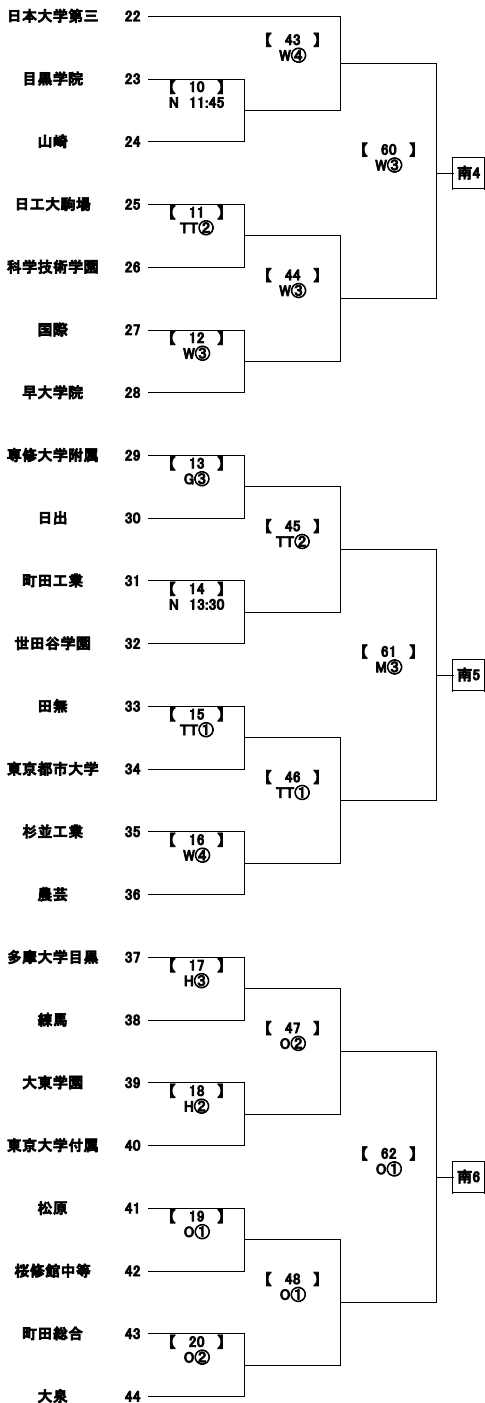 日本大学第三 22
【 43 】
W④
目黒学院 23
【 10 】
N 11:45
山崎 24
【 60 】
W③
南4
日工大駒場 25
【 11 】
TT②
科学技術学園 26
【 44 】
W③
国際 27
【 12 】
W③
早大学院 28
専修大学附属 29
【 13 】
G③
日出 30
【 45 】
TT②
町田工業 31
【 14 】
N 13:30
世田谷学園 32
【 61 】
M③
南5
田無 33
【 15 】
TT①
東京都市大学 34
【 46 】
TT①
杉並工業 35
【 16 】
W④
農芸 36
多摩大学目黒 37
【 17 】
H③
練馬 38
【 47 】
O②
大東学園 39
【 18 】
H②
東京大学付属 40
【 62 】
O①
南6
松原 41
【 19 】
O①
桜修館中等 42
【 48 】
O①
町田総合 43
【 20 】
O②
大泉 44